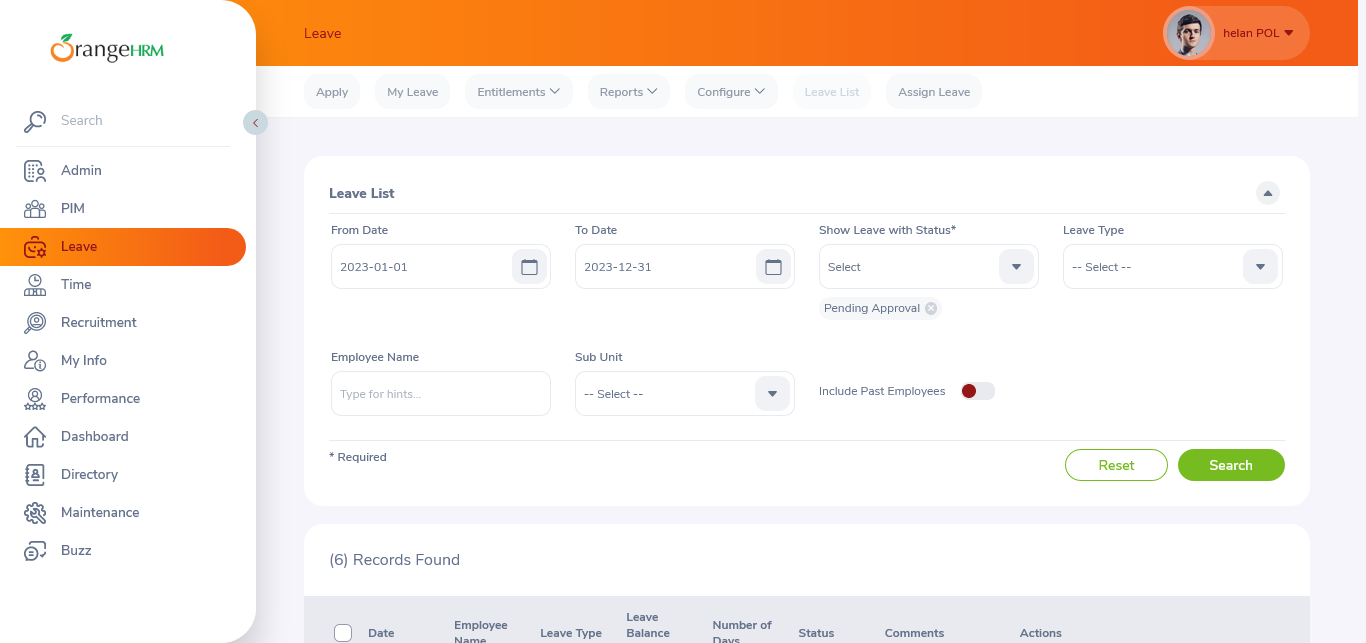 OrangeHRM
Search
Admin
PIM
Leave
Time
Recruitment
My Info
Performance
Dashboard
Directory
Maintenance
Buzz
Leave
helan POL
Apply
My Leave
Entitlements
Reports
Configure
Leave List
Assign Leave
Leave List
From Date
To Date
Show Leave with Status*
Leave Type
2023-01-01
2023-12-31
Select
-- Select --
Pending Approval
Employee Name
Sub Unit
Type for hints...
-- Select --
Include Past Employees
* Required
Reset
Search
(6) Records Found
Date
Employee
Name
Leave Type
Leave
Balance
Number of
Days
Status
Comments
Actions